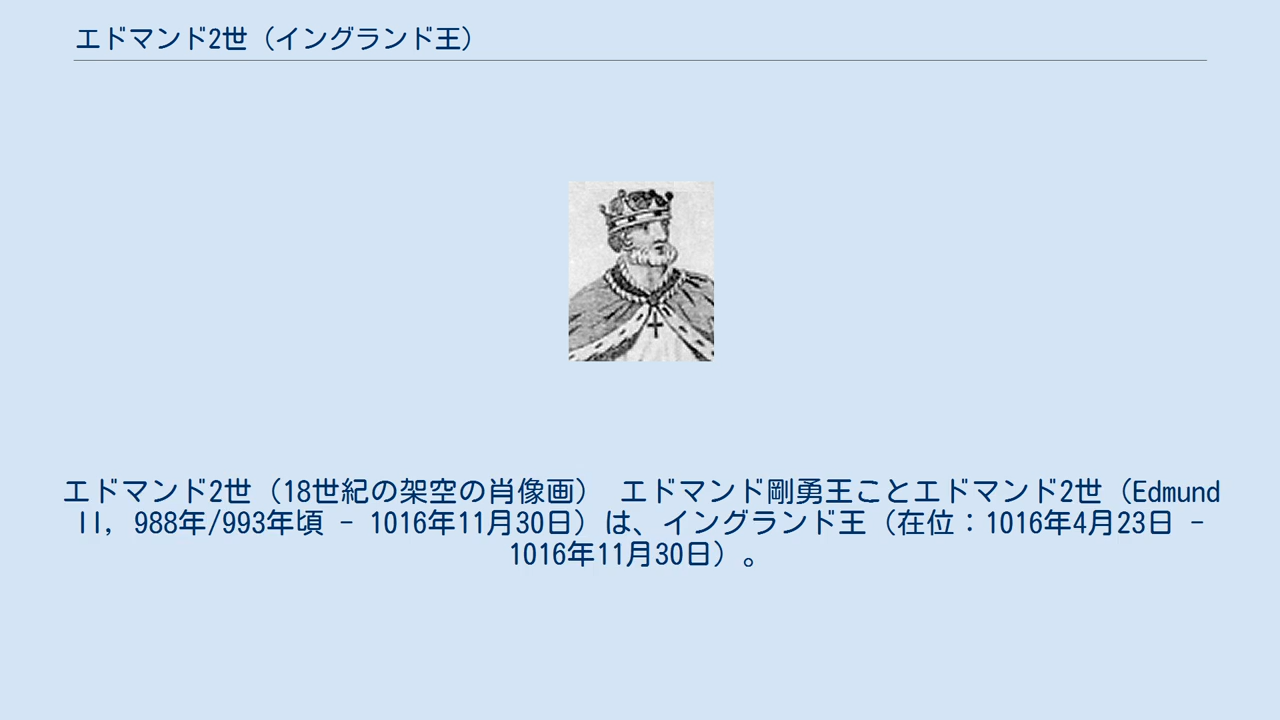 エドマンド2世（イングランド王）
エドマンド2世（18世紀の架空の肖像画） エドマンド剛勇王ことエドマンド2世（Edmund
II, 988年/993年頃 - 1016年11月30日）は、イングランド王（在位：1016年4月23日 -
1016年11月30日）。